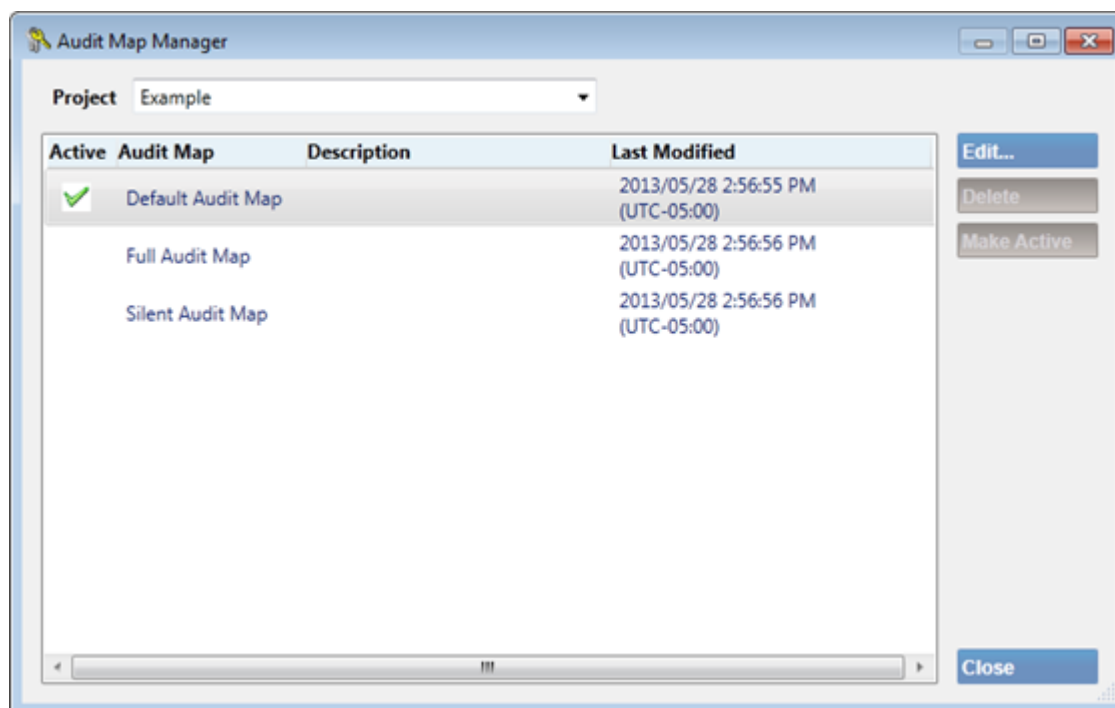 Audit Map Manager
Project Example
Active Audit Map Description Last Modified
Default Audit Map 2013/05/28 2:56:55 PM
(UTC-05:00)
Full Audit Map 2013/05/28 2:56:56 PM
(UTC-05:00)
Silent Audit Map 2013/05/28 2:56:56 PM
(UTC-05:00)
Edit...
Delete
Make Active
Close